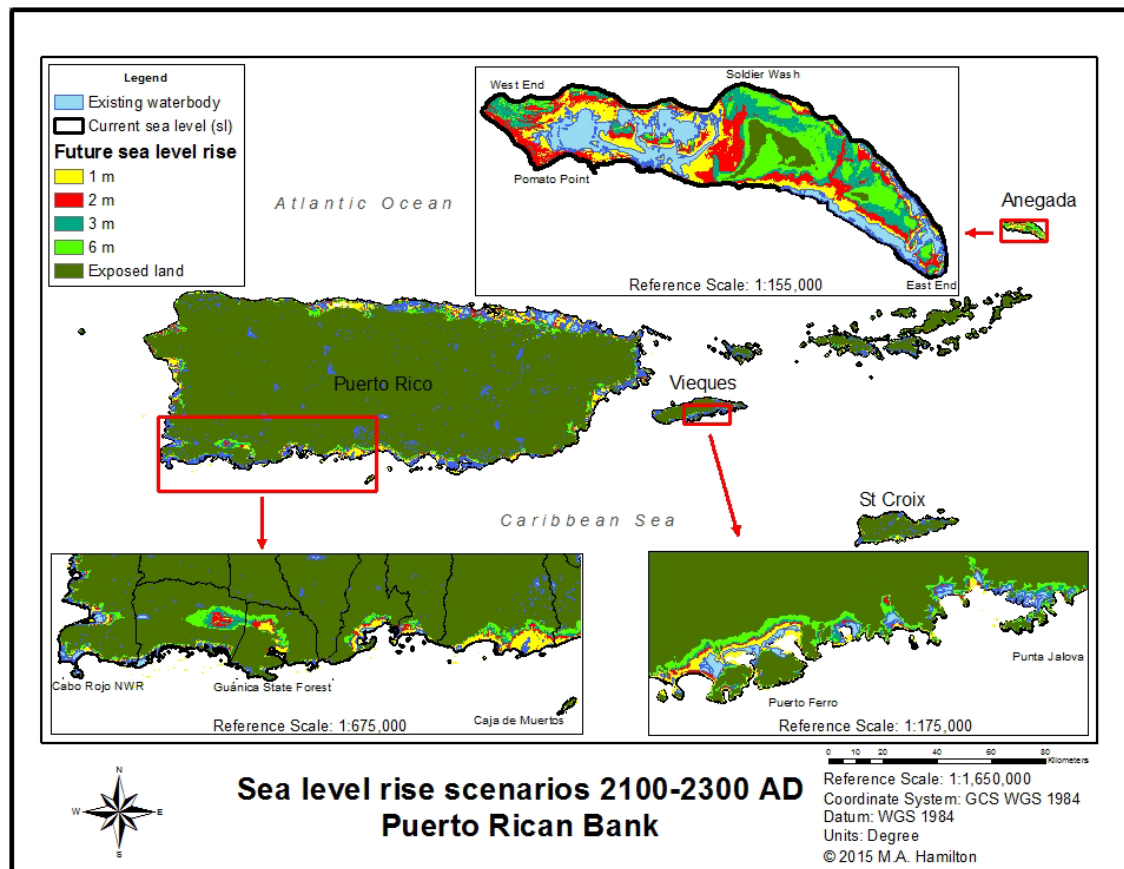 Legend
Existing waterbody
Current sea level (sl)
Future sea level rise
1 m
2 m
3 m
6 m
Exposed land
Atlantic Ocean
West End
Soldier Wash
Pomato Point
East End
Reference Scale: 1:155,000
Anegada
Puerto Rico
Vieques
St Croix
Caribbean Sea
Cabo Rojo NWR
Guánica State Forest
Caja de Muertos
Reference Scale: 1:675,000
Punta Jalova
Puerto Ferro
Reference Scale: 1:175,000
N
W
E
S
Sea level rise scenarios 2100-2300 AD
Puerto Rican Bank
0 10 20 40 60 80
Kilometers
Reference Scale: 1:1,650,000
Coordinate System: GCS WGS 1984
Datum: WGS 1984
Units: Degree
© 2015 M.A. Hamilton